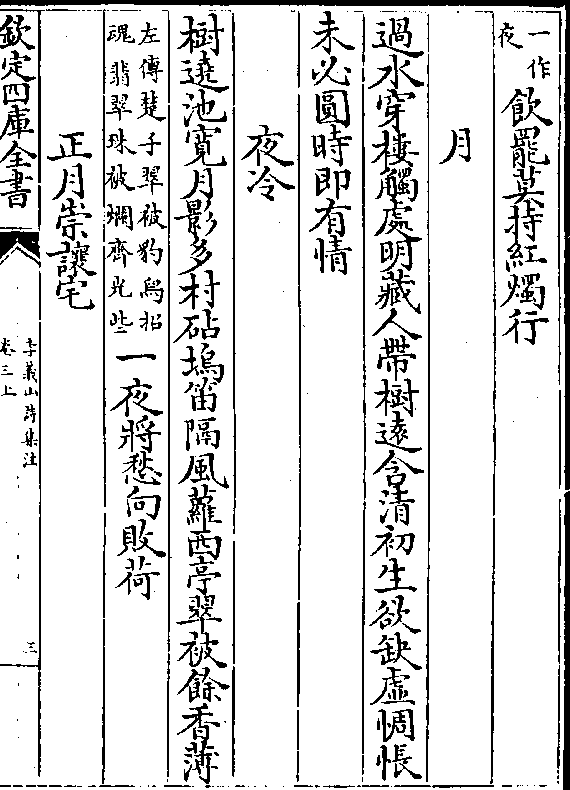 一作
夜
飲罷莫持紅燭行
月
過水穿樓觸處明藏人帶樹遠含清初生欲缺虛惆悵
未必圓時即有情
夜冷
樹遶池寛月影多村砧塢笛隔風蘿西亭翠被餘香薄
左傳楚子翠被豹舄招
魂翡翠珠被爛齊光些
一夜將愁向敗荷
正月崇讓宅
欽定四庫全書
李義山詩集注
卷三上
三